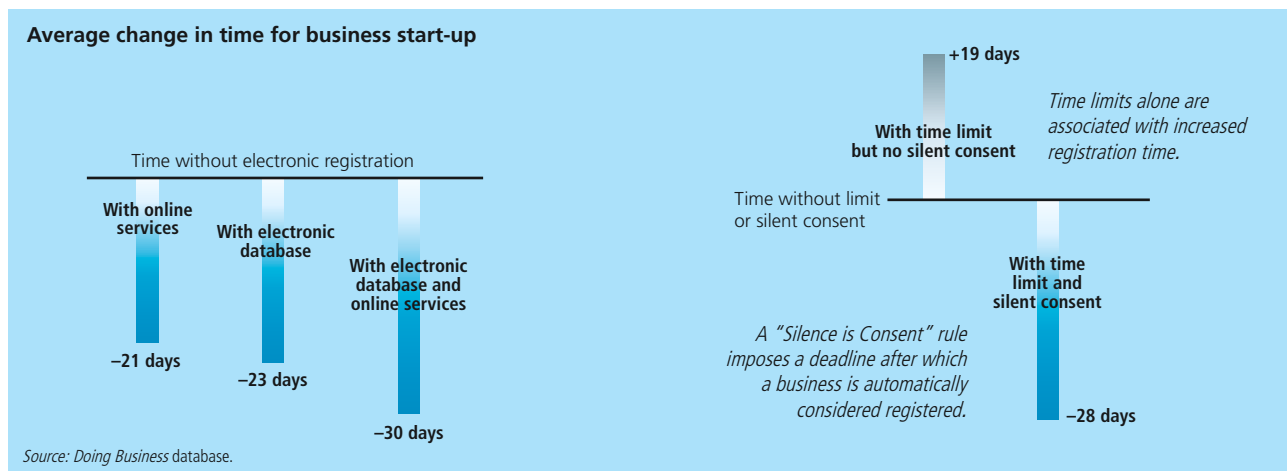 Average change in time for business start-up
Time without electronic registration
With online
services
–21 days
With electronic
database
–23 days
With electronic
database and
online services
–30 days
+19 days
With time limit
but no silent consent
Time limits alone are
associated with increased
registration time.
Time without limit
or silent consent
With time
limit and
silent consent
–28 days
A “Silence is Consent” rule
imposes a deadline after which
a business is automatically
considered registered.
Source: Doing Business database.